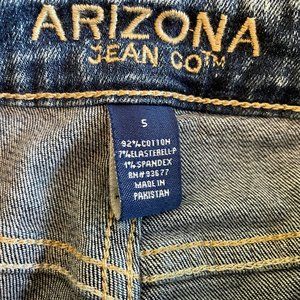 ARIZONA
JEAN CO™
5
92% COTTON
7% ELASTERELL-P
1% SPANDEX
RN# 93677
MADE IN
PAKISTAN